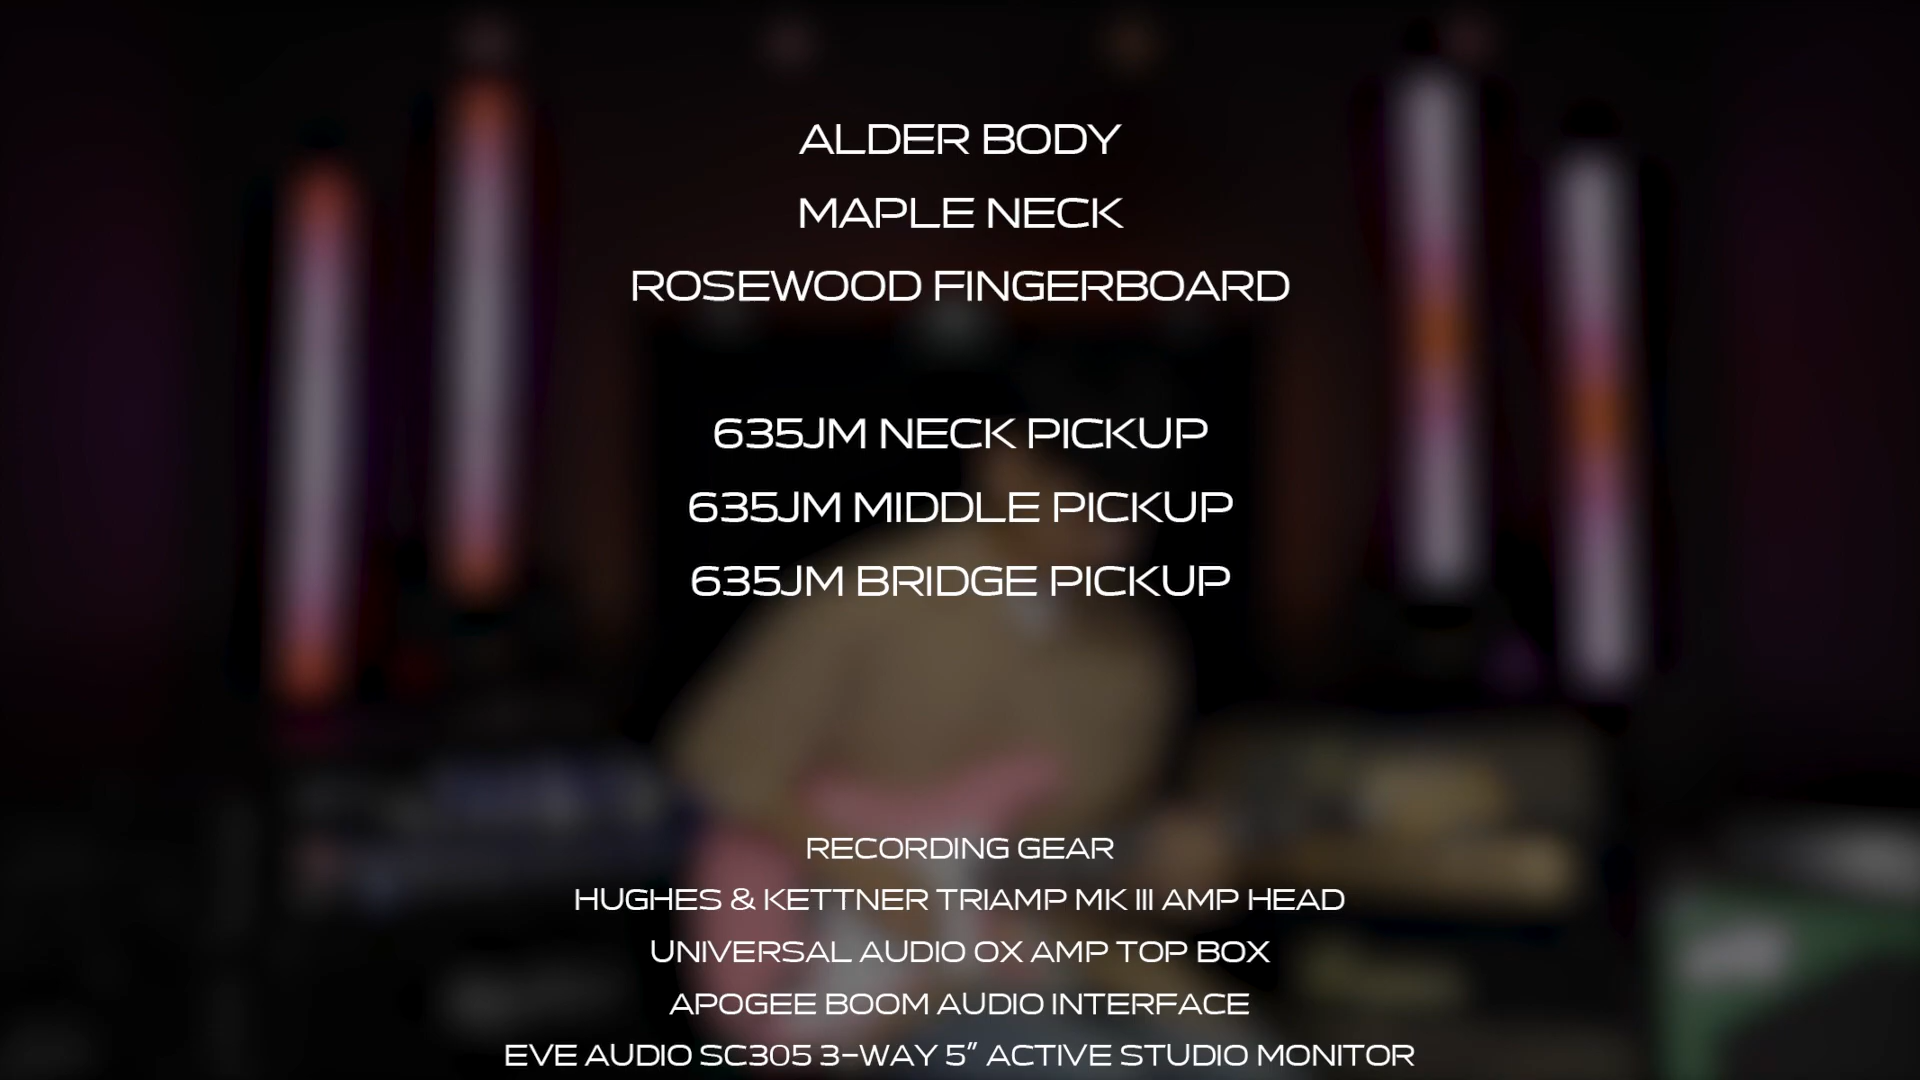 ALDER BODY
MAPLE NECK
ROSEWOOD FINGERBOARD
635JM NECK PICKUP
635JM MIDDLE PICKUP
635JM BRIDGE PICKUP
RECORDING GEAR
HUGHES & KETTNER TRIAMP MK III AMP HEAD
UNIVERSAL AUDIO OX AMP TOP BOX
APOGEE BOOM AUDIO INTERFACE
EVE AUDIO SC305 3-WAY 5" ACTIVE STUDIO MONITOR